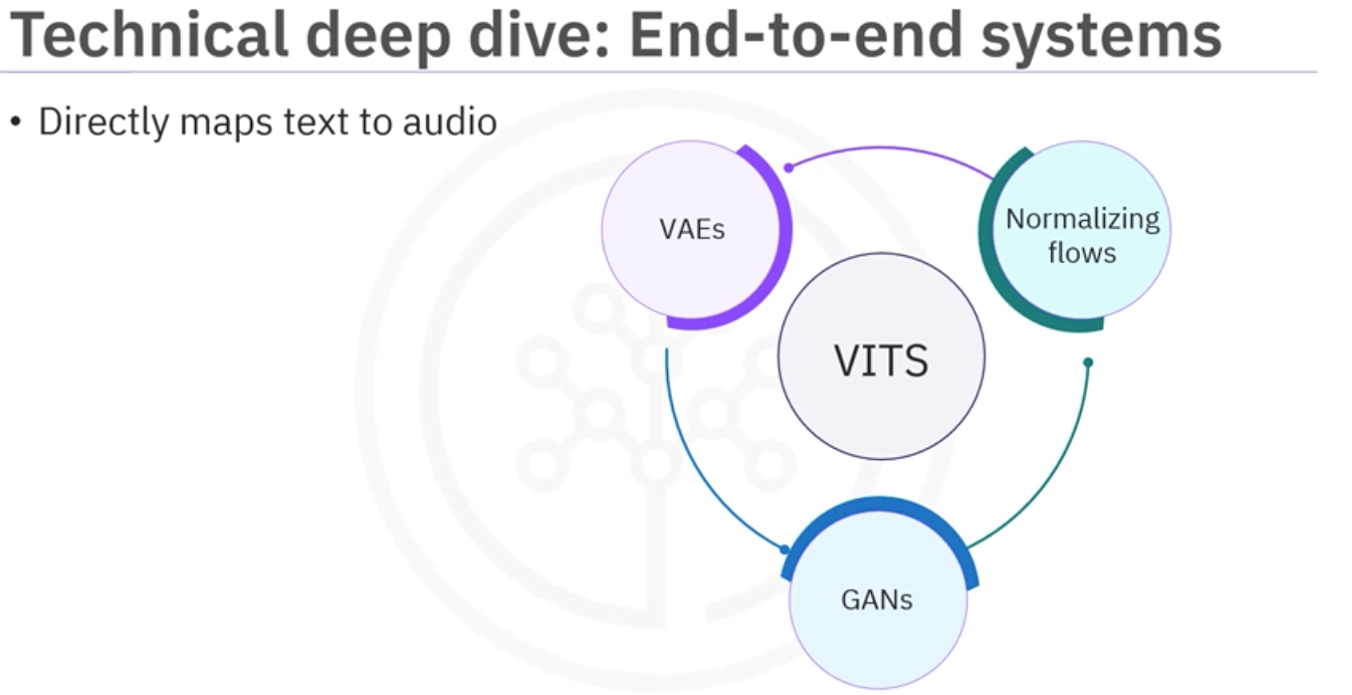 Technical deep dive: End-to-end systems
• Directly maps text to audio
VAEs
Normalizing
flows
VITS
GANs